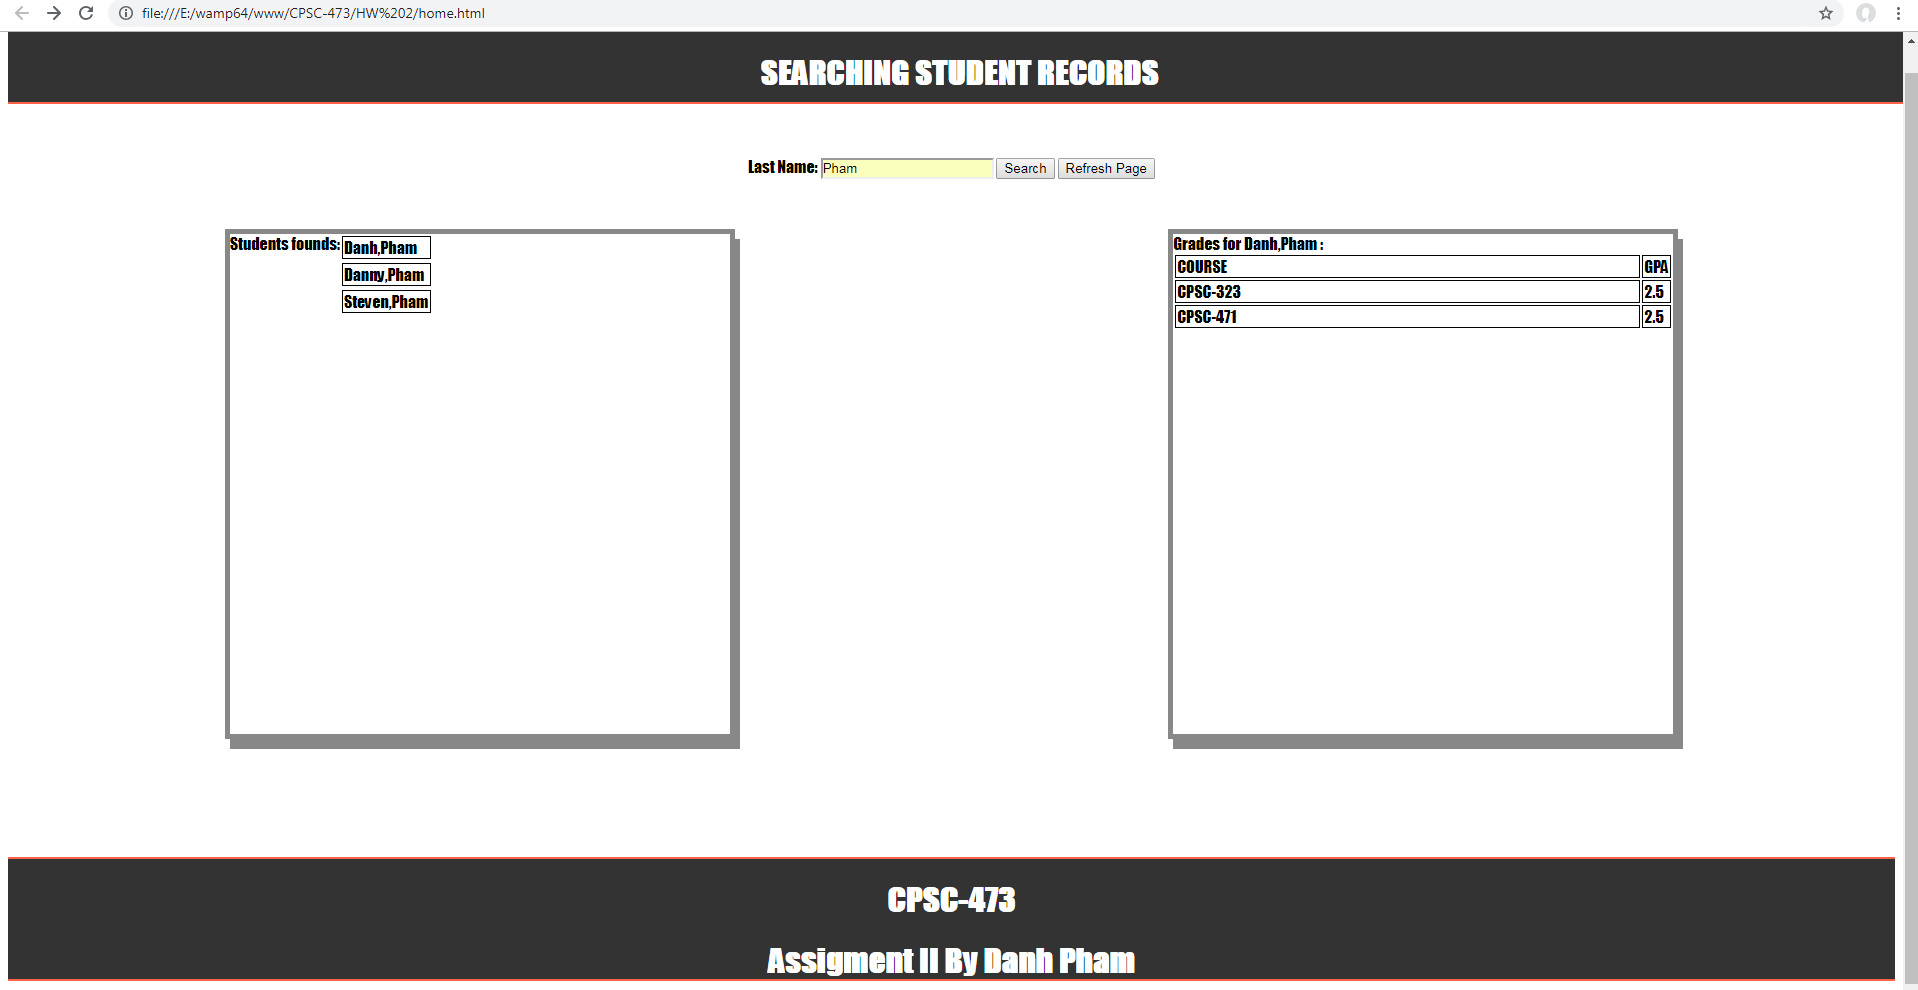 file:///E:/wamp64/www/CPSC-473/HW%202/home.html
SEARCHING STUDENT RECORDS
Last Name: Pham Search Refresh Page
Students founds: Danh,Pham
Danny,Pham
Steven,Pham
Grades for Danh,Pham :
COURSE GPA
CPSC-323 2.5
CPSC-471 2.5
CPSC-473
Assigment II By Danh Pham